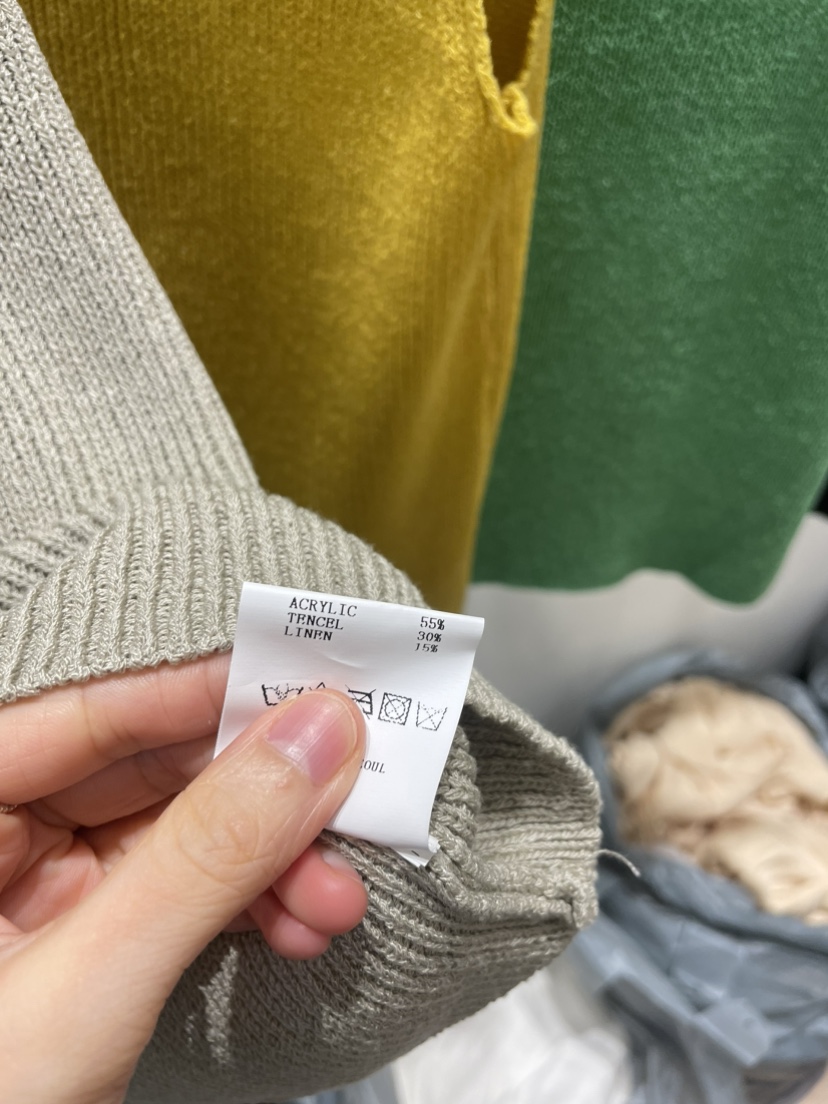 ACRYLIC 55%
TENCEL 30%
LINEN 15%